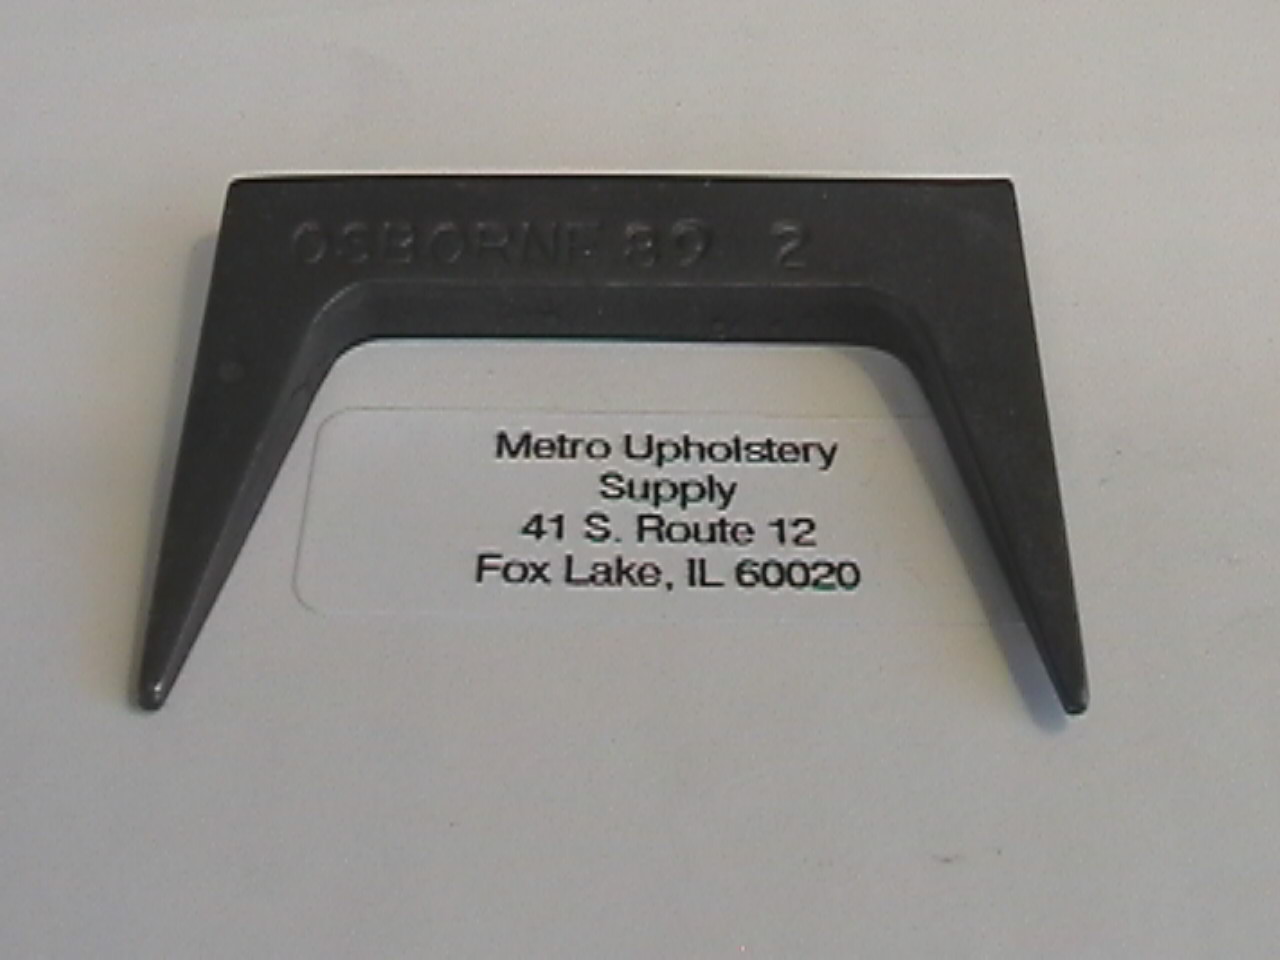 OSBORNE 89 2
Metro Upholstery
Supply
41 S. Route 12
Fox Lake, IL 60020